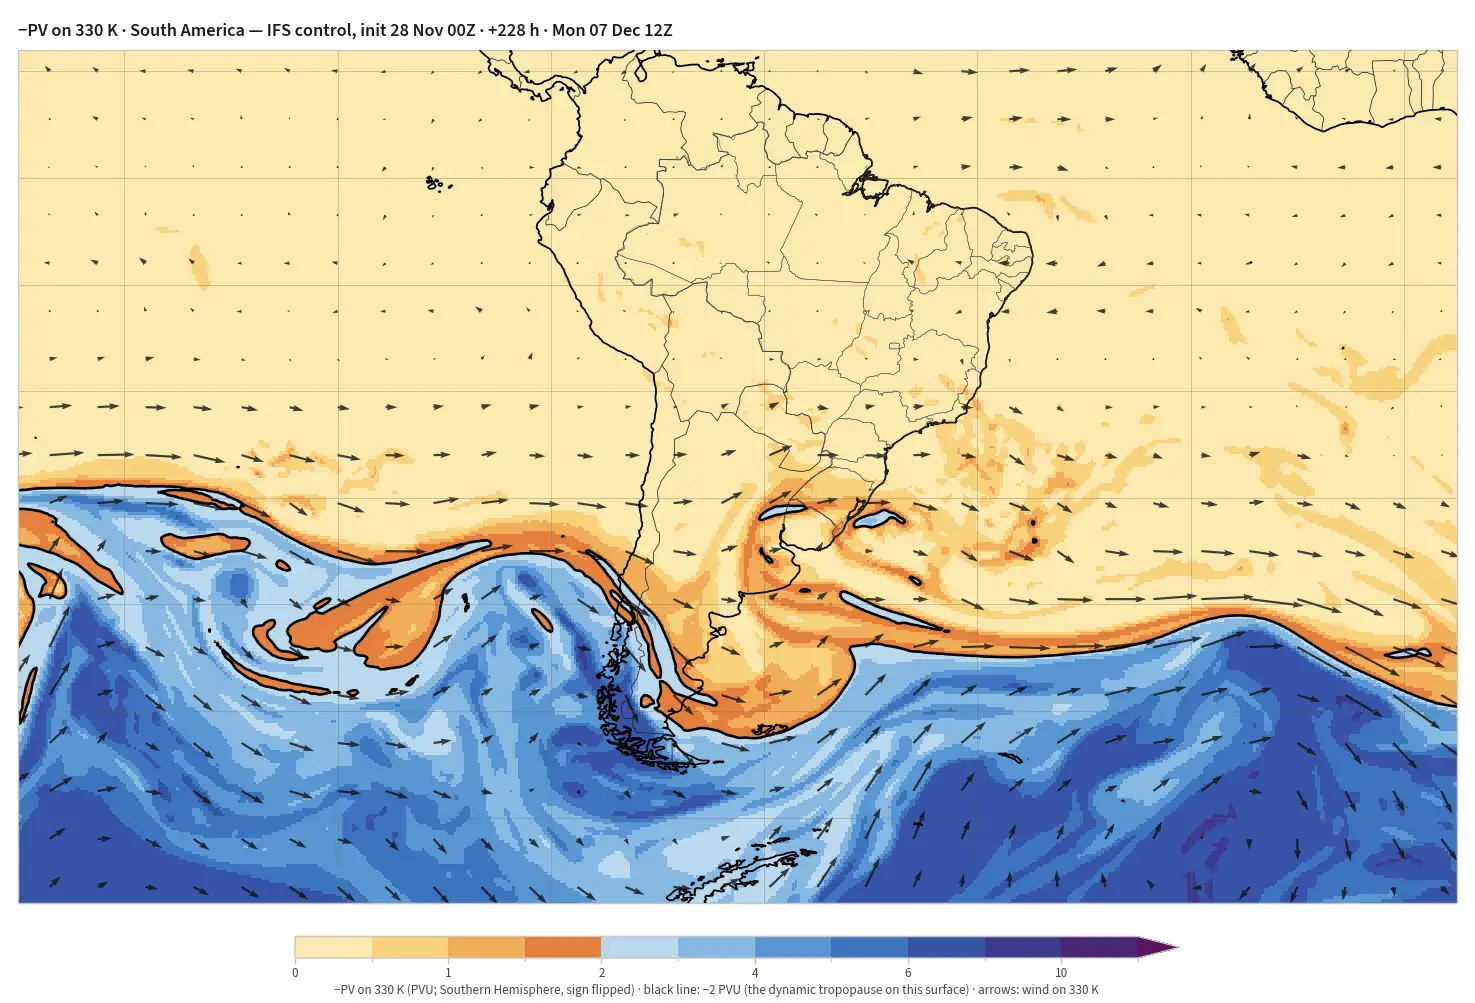 −PV on 330 K · South America — IFS control, init 28 Nov 00Z · +228 h · Mon 07 Dec 12Z
0 1 2 4 6 10
−PV on 330 K (PVU; Southern Hemisphere, sign flipped) · black line: −2 PVU (the dynamic tropopause on this surface) · arrows: wind on 330 K